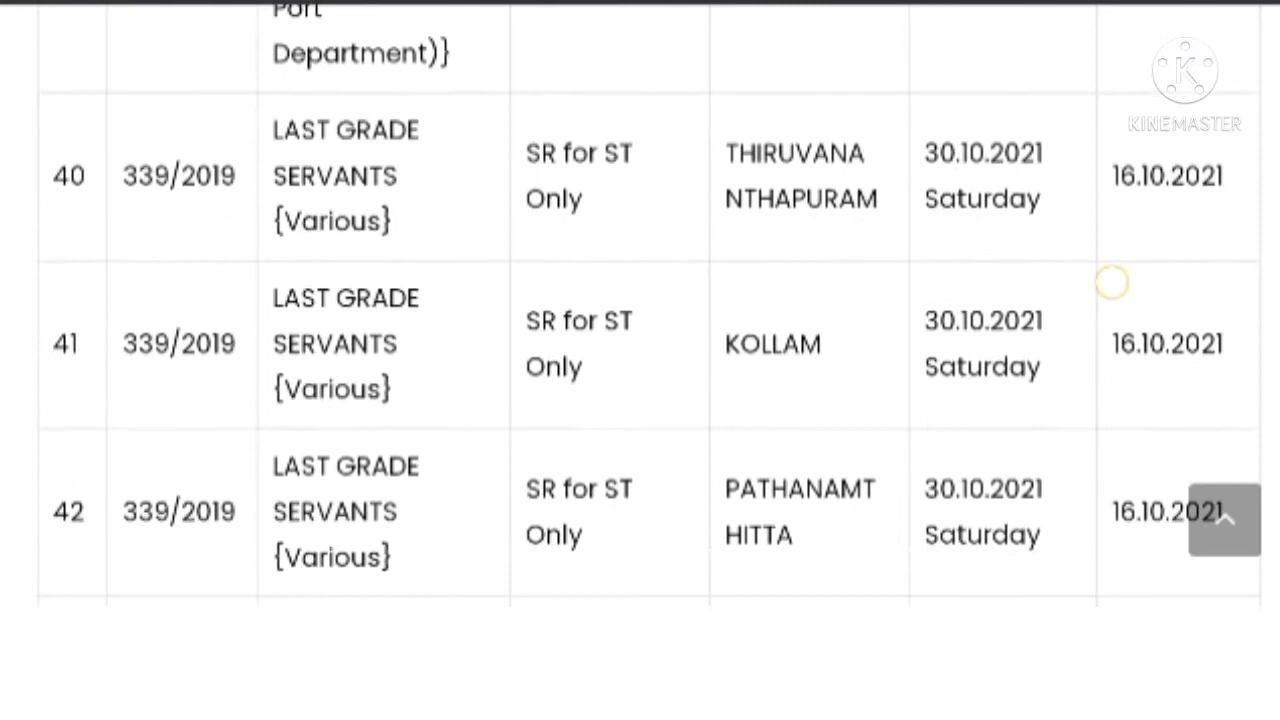 Port
Department)}
KINEMASTER
40
339/2019
LAST GRADE
SERVANTS
{Various}
SR for ST
Only
THIRUVANA
NTHAPURAM
30.10.2021
Saturday
16.10.2021
41
339/2019
LAST GRADE
SERVANTS
{Various}
SR for ST
Only
KOLLAM
30.10.2021
Saturday
16.10.2021
42
339/2019
LAST GRADE
SERVANTS
{Various}
SR for ST
Only
PATHANAMT
HITTA
30.10.2021
Saturday
16.10.2021